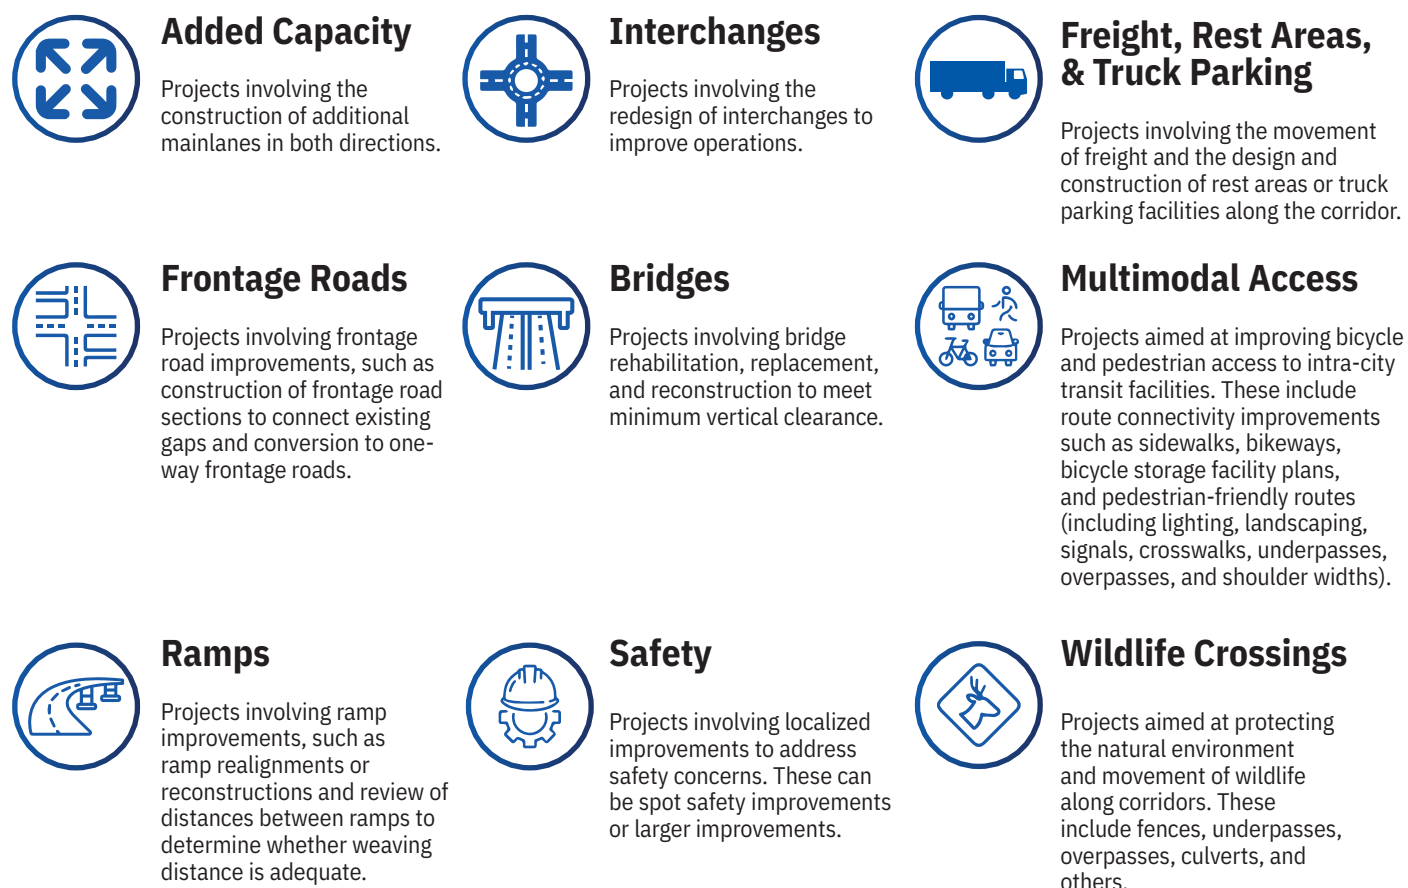 Added Capacity
Projects involving the
construction of additional
mainlanes in both directions.
Interchanges
Projects involving the
redesign of interchanges to
improve operations.
Freight, Rest Areas,
& Truck Parking
Projects involving the movement
of freight and the design and
construction of rest areas or truck
parking facilities along the corridor.
Frontage Roads
Projects involving frontage
road improvements, such as
construction of frontage road
sections to connect existing
gaps and conversion to one-
way frontage roads.
Bridges
Projects involving bridge
rehabilitation, replacement,
and reconstruction to meet
minimum vertical clearance.
Multimodal Access
Projects aimed at improving bicycle
and pedestrian access to intra-city
transit facilities. These include
route connectivity improvements
such as sidewalks, bikeways,
bicycle storage facility plans,
and pedestrian-friendly routes
(including lighting, landscaping,
signals, crosswalks, underpasses,
overpasses, and shoulder widths).
Ramps
Projects involving ramp
improvements, such as
ramp realignments or
reconstructions and review of
distances between ramps to
determine whether weaving
distance is adequate.
Safety
Projects involving localized
improvements to address
safety concerns. These can
be spot safety improvements
or larger improvements.
Wildlife Crossings
Projects aimed at protecting
the natural environment
and movement of wildlife
along corridors. These
include fences, underpasses,
overpasses, culverts, and
others.